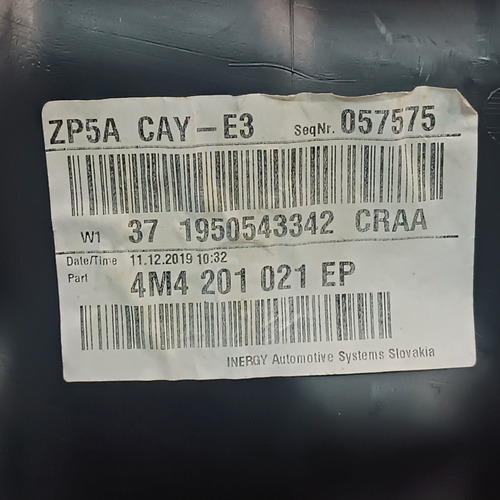 ZP5A CAY-E3 SeqNr. 057575
W1 37 1950543342 CRAA
Date/Time 11.12.2019 10:32
Part 4M4 201 021 EP
INERGY Automotive Systems Slovakia